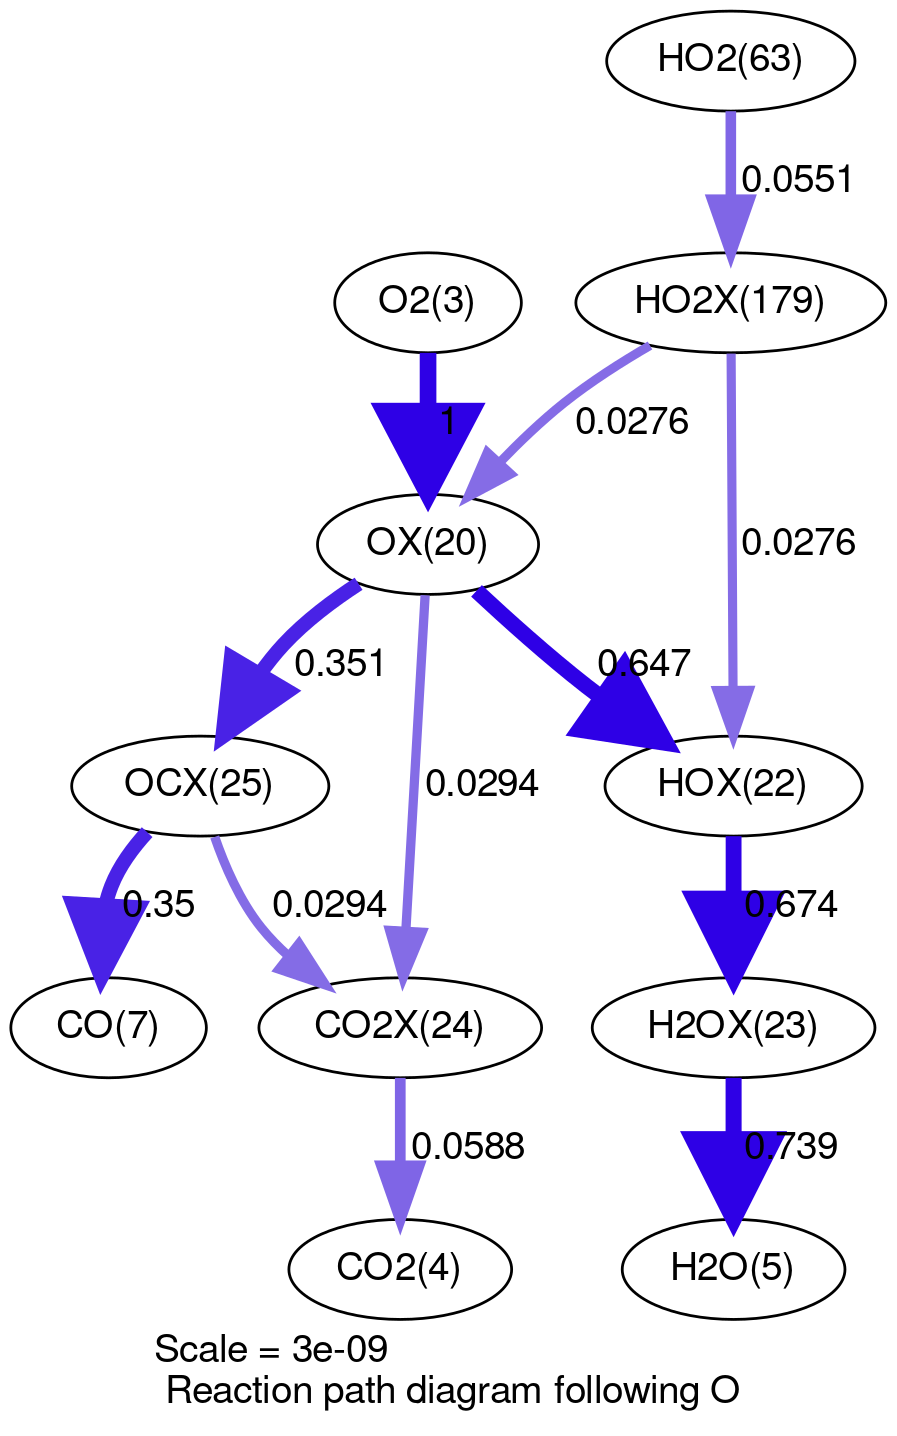 HO2(63)
0.0551
O2(3)
HO2X(179)
1
0.0276
0.0276
OX(20)
0.351
0.647
0.0294
OCX(25)
HOX(22)
0.35
0.0294
0.674
CO(7)
CO2X(24)
H2OX(23)
0.0588
0.739
CO2(4)
H2O(5)
Scale = 3e-09
Reaction path diagram following O